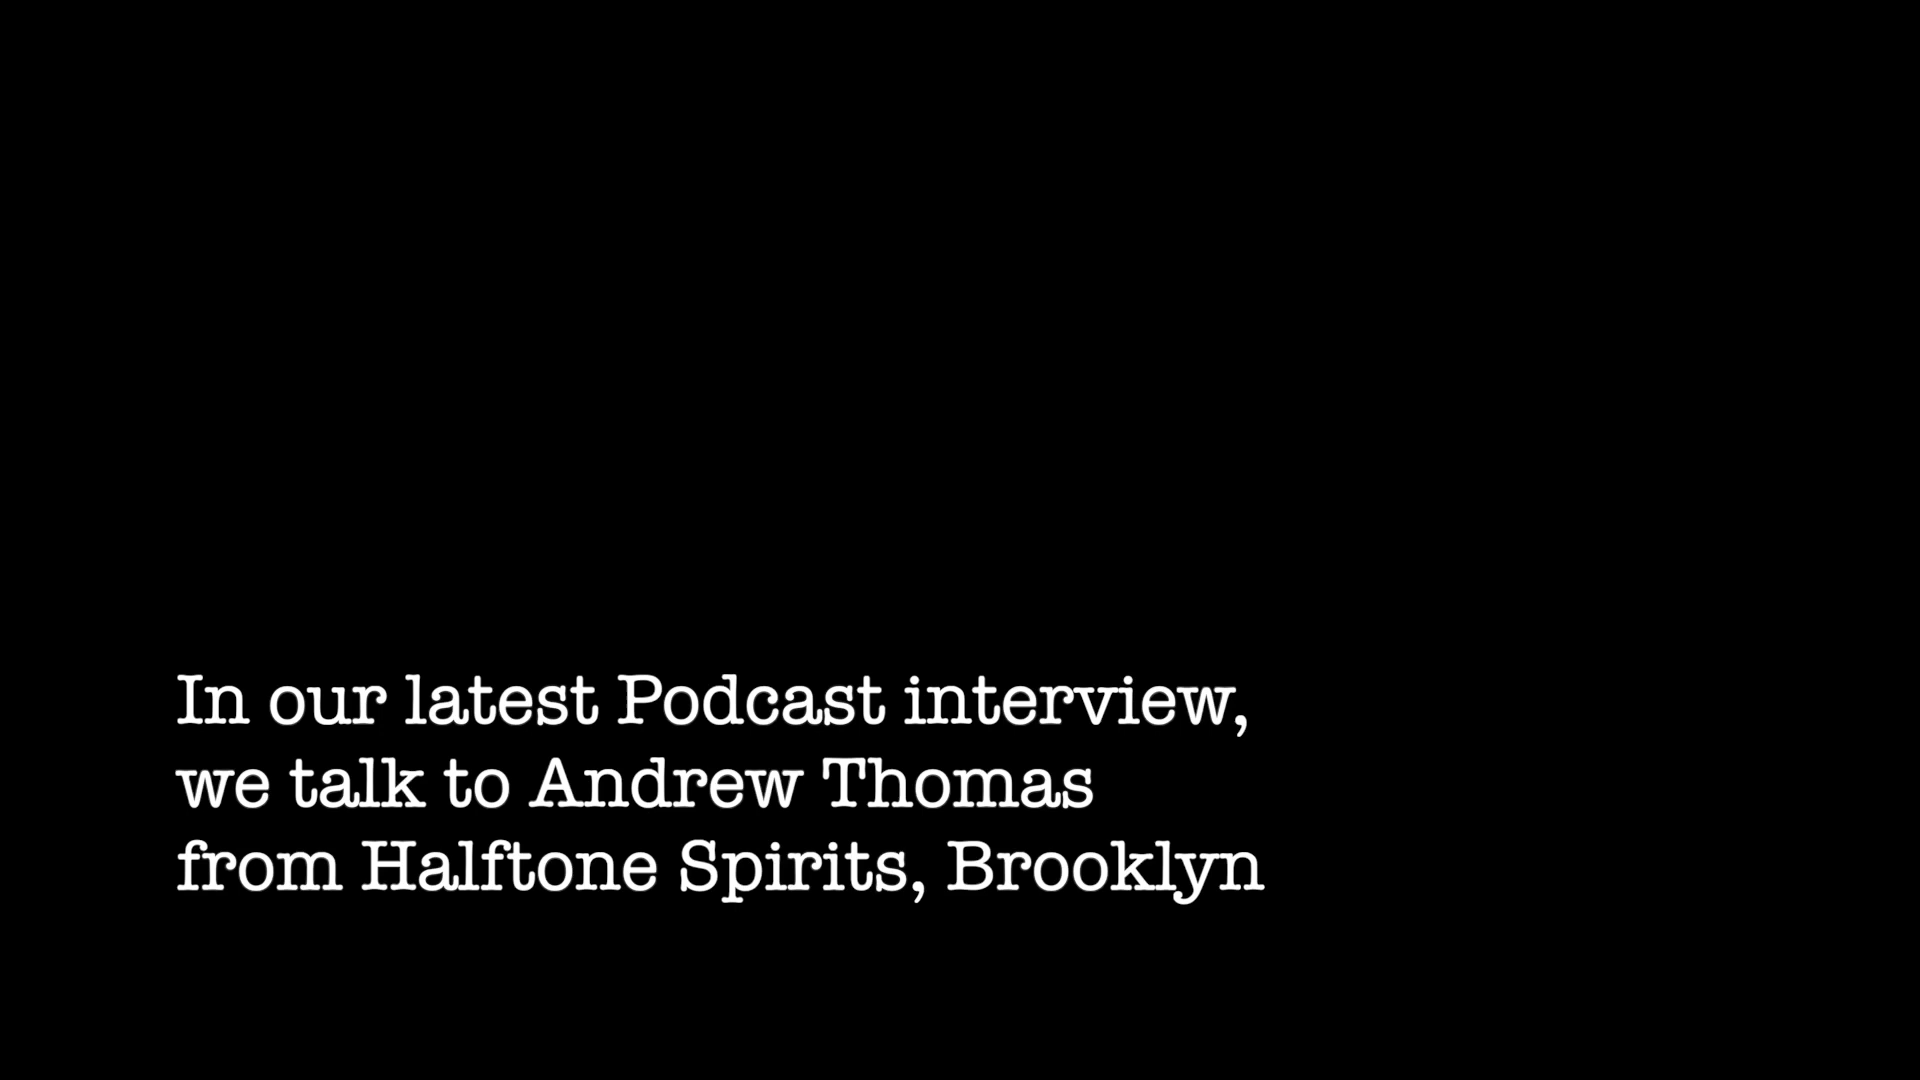 In our latest Podcast interview,
we talk to Andrew Thomas
from Halftone Spirits, Brooklyn